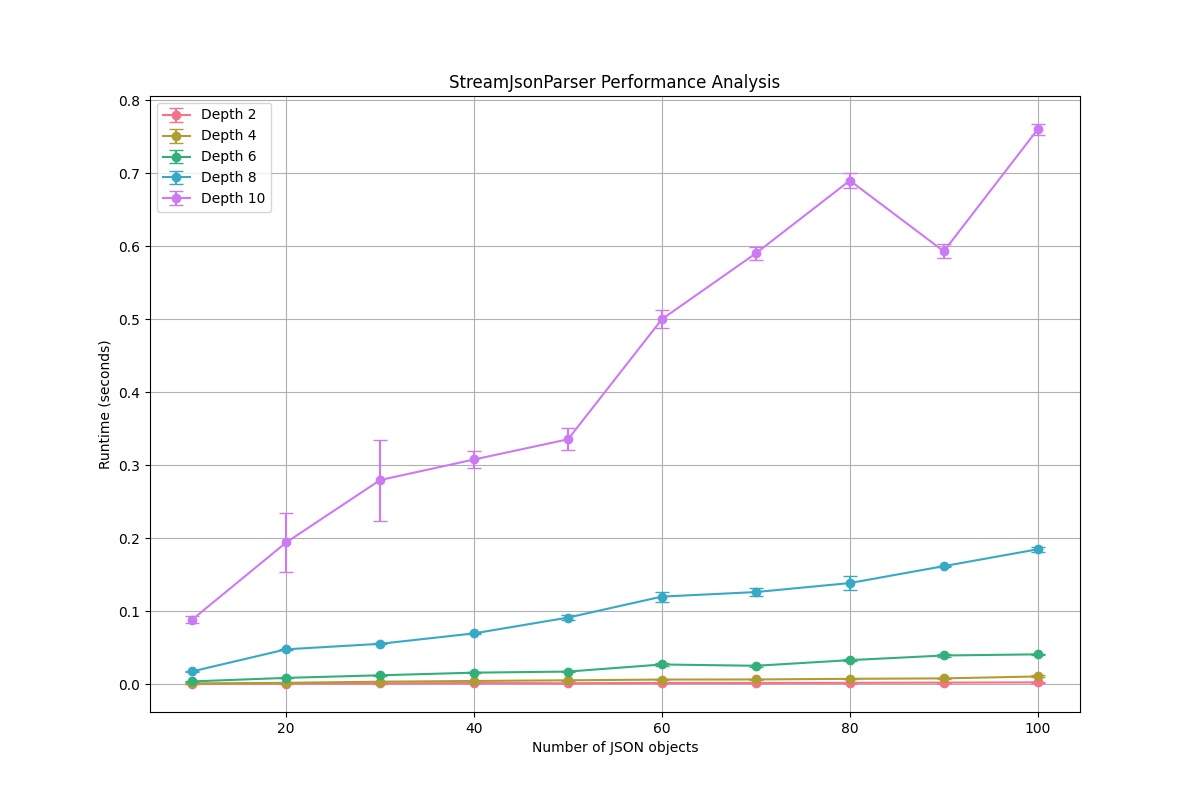 StreamJsonParser Performance Analysis
Depth 2
Depth 4
Depth 6
Depth 8
Depth 10
Runtime (seconds)
0.8
0.7
0.6
0.5
0.4
0.3
0.2
0.1
0.0
20 40 60 80 100
Number of JSON objects